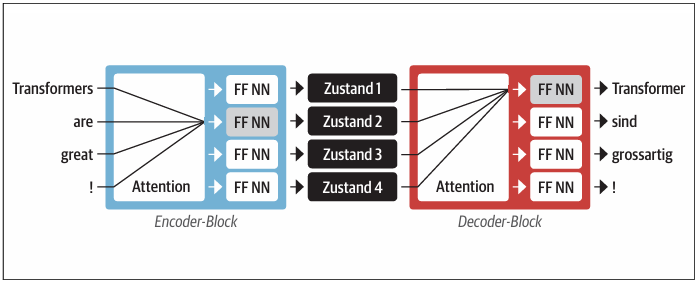 Transformers FF NN Zustand 1 FF NN Transformer
are FF NN Zustand 2 FF NN sind
great FF NN Zustand 3 FF NN grossartig
! Attention FF NN Zustand 4 Attention FF NN !
Encoder-Block Decoder-Block